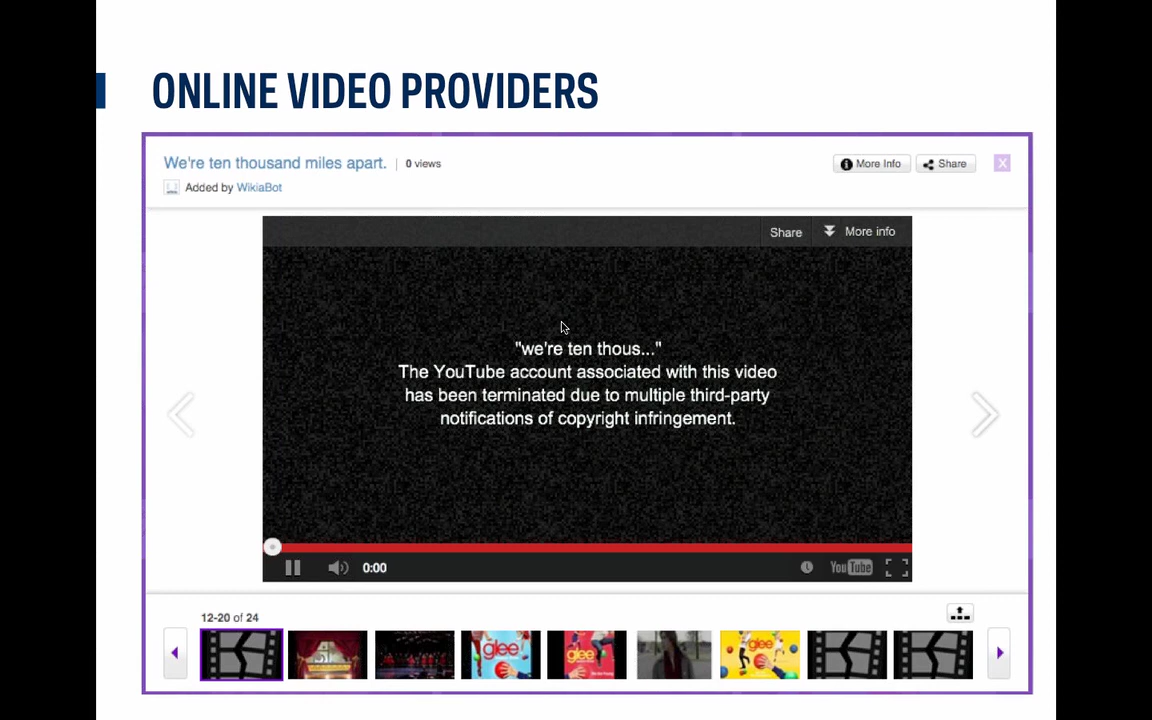 ONLINE VIDEO PROVIDERS
We're ten thousand miles apart. | 0 views
More Info
Share
X
Added by WikiaBot
Share
More info
"we're ten thous..."
The YouTube account associated with this video
has been terminated due to multiple third-party
notifications of copyright infringement.
0:00
YouTube
12-20 of 24
glee
glee
glee